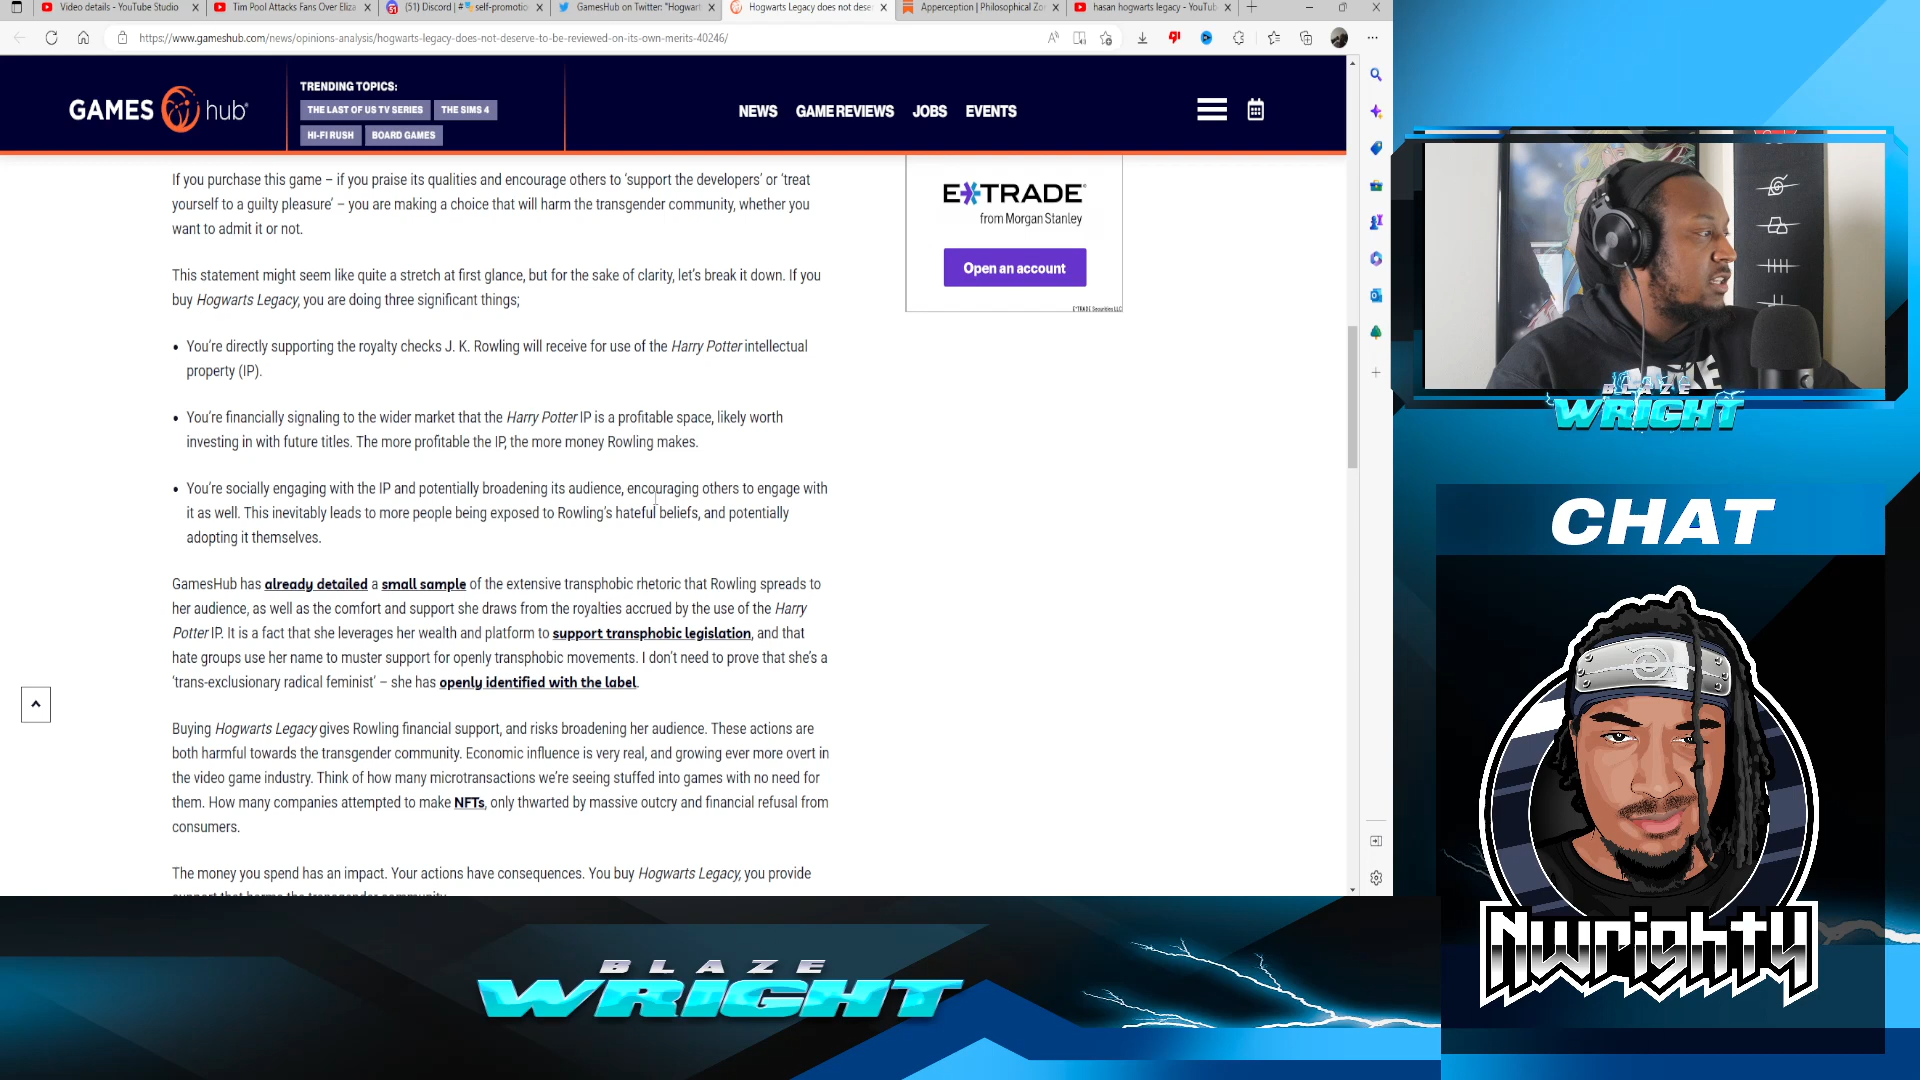 Video details - YouTube Studio
Tim Pool Attacks Fans Over Eliza
(51) Discord | #
self-promotio
GamesHub on Twitter: "Hogwart
Hogwarts Legacy does not dese
Apperception | Philosophical Zo
hasan hogwarts legacy - YouTub
https://www.gameshub.com/news/opinions-analysis/hogwarts-legacy-does-not-deserve-to-be-reviewed-on-its-own-merits-40246/
GAMES hub
TRENDING TOPICS:
THE LAST OF US TV SERIES
THE SIMS 4
HI-FI RUSH
BOARD GAMES
NEWS
GAME REVIEWS
JOBS
EVENTS
If you purchase this game – if you praise its qualities and encourage others to ‘support the developers’ or ‘treat
yourself to a guilty pleasure’ – you are making a choice that will harm the transgender community, whether you
want to admit it or not.
This statement might seem like quite a stretch at first glance, but for the sake of clarity, let’s break it down. If you
buy Hogwarts Legacy, you are doing three significant things;
• You’re directly supporting the royalty checks J. K. Rowling will receive for use of the Harry Potter intellectual
property (IP).
• You’re financially signaling to the wider market that the Harry Potter IP is a profitable space, likely worth
investing in with future titles. The more profitable the IP, the more money Rowling makes.
• You’re socially engaging with the IP and potentially broadening its audience, encouraging others to engage with
it as well. This inevitably leads to more people being exposed to Rowling’s hateful beliefs, and potentially
adopting it themselves.
GamesHub has already detailed a small sample of the extensive transphobic rhetoric that Rowling spreads to
her audience, as well as the comfort and support she draws from the royalties accrued by the use of the Harry
Potter IP. It is a fact that she leverages her wealth and platform to support transphobic legislation, and that
hate groups use her name to muster support for openly transphobic movements. I don’t need to prove that she’s a
‘trans-exclusionary radical feminist’ – she has openly identified with the label.
Buying Hogwarts Legacy gives Rowling financial support, and risks broadening her audience. These actions are
both harmful towards the transgender community. Economic influence is very real, and growing ever more overt in
the video game industry. Think of how many microtransactions we’re seeing stuffed into games with no need for
them. How many companies attempted to make NFTs, only thwarted by massive outcry and financial refusal from
consumers.
The money you spend has an impact. Your actions have consequences. You buy Hogwarts Legacy, you provide
support that harms the transgender community
E*TRADE
from Morgan Stanley
Open an account
E*TRADE Securities LLC
BLAZE
WRIGHT
CHAT
Nwrighty
BLAZE
WRIGHT